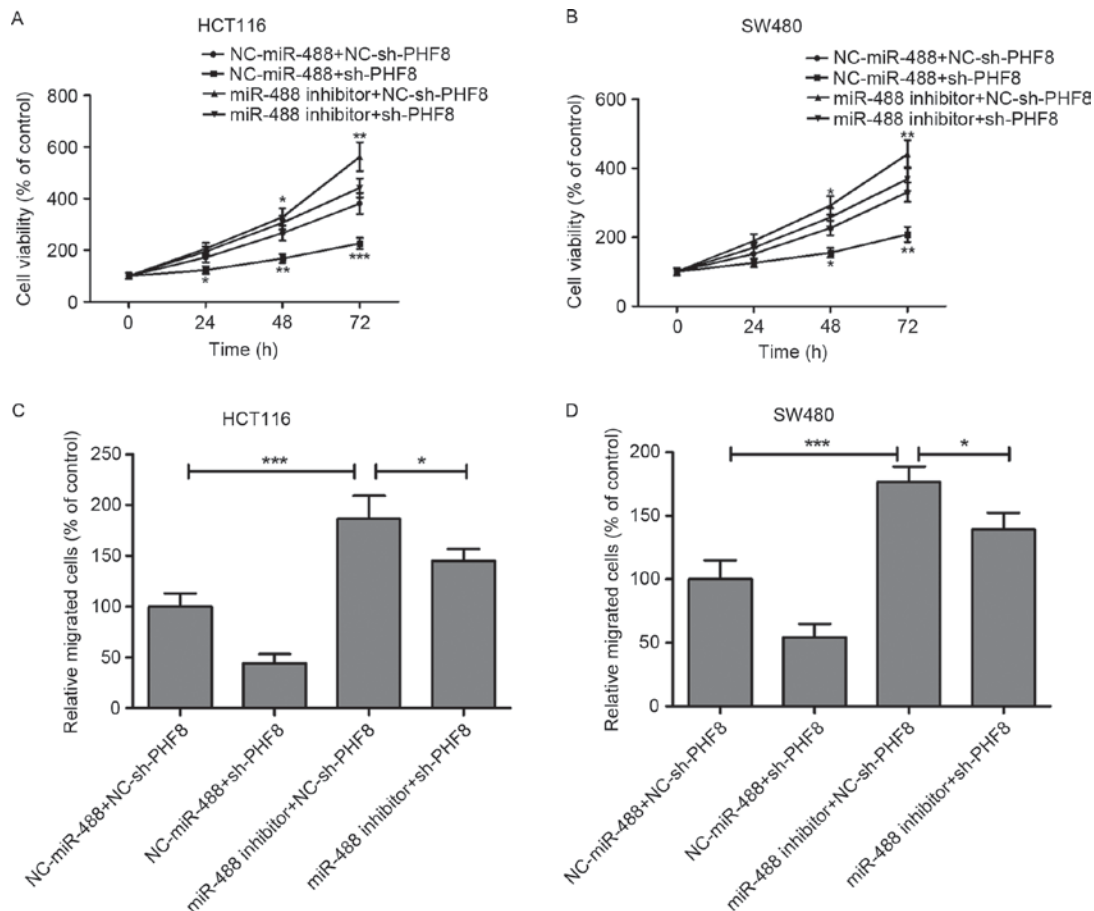 A
HCT116
NC-miR-488+NC-sh-PHF8
NC-miR-488+sh-PHF8
miR-488 inhibitor+NC-sh-PHF8
miR-488 inhibitor+sh-PHF8
Cell viability (% of control)
800
600
400
200
0
**
*
*
**
***
0 24 48 72
Time (h)
B
SW480
NC-miR-488+NC-sh-PHF8
NC-miR-488+sh-PHF8
miR-488 inhibitor+NC-sh-PHF8
miR-488 inhibitor+sh-PHF8
Cell viability (% of control)
600
400
200
0
**
*
*
**
0 24 48 72
Time (h)
C
HCT116
Relative migrated cells (% of control)
250
200
150
100
50
0
*** *
NC-miR-488+NC-sh-PHF8
NC-miR-488+sh-PHF8
miR-488 inhibitor+NC-sh-PHF8
miR-488 inhibitor+sh-PHF8
D
SW480
Relative migrated cells (% of control)
200
150
100
50
0
*** *
NC-miR-488+NC-sh-PHF8
NC-miR-488+sh-PHF8
miR-488 inhibitor+NC-sh-PHF8
miR-488 inhibitor+sh-PHF8